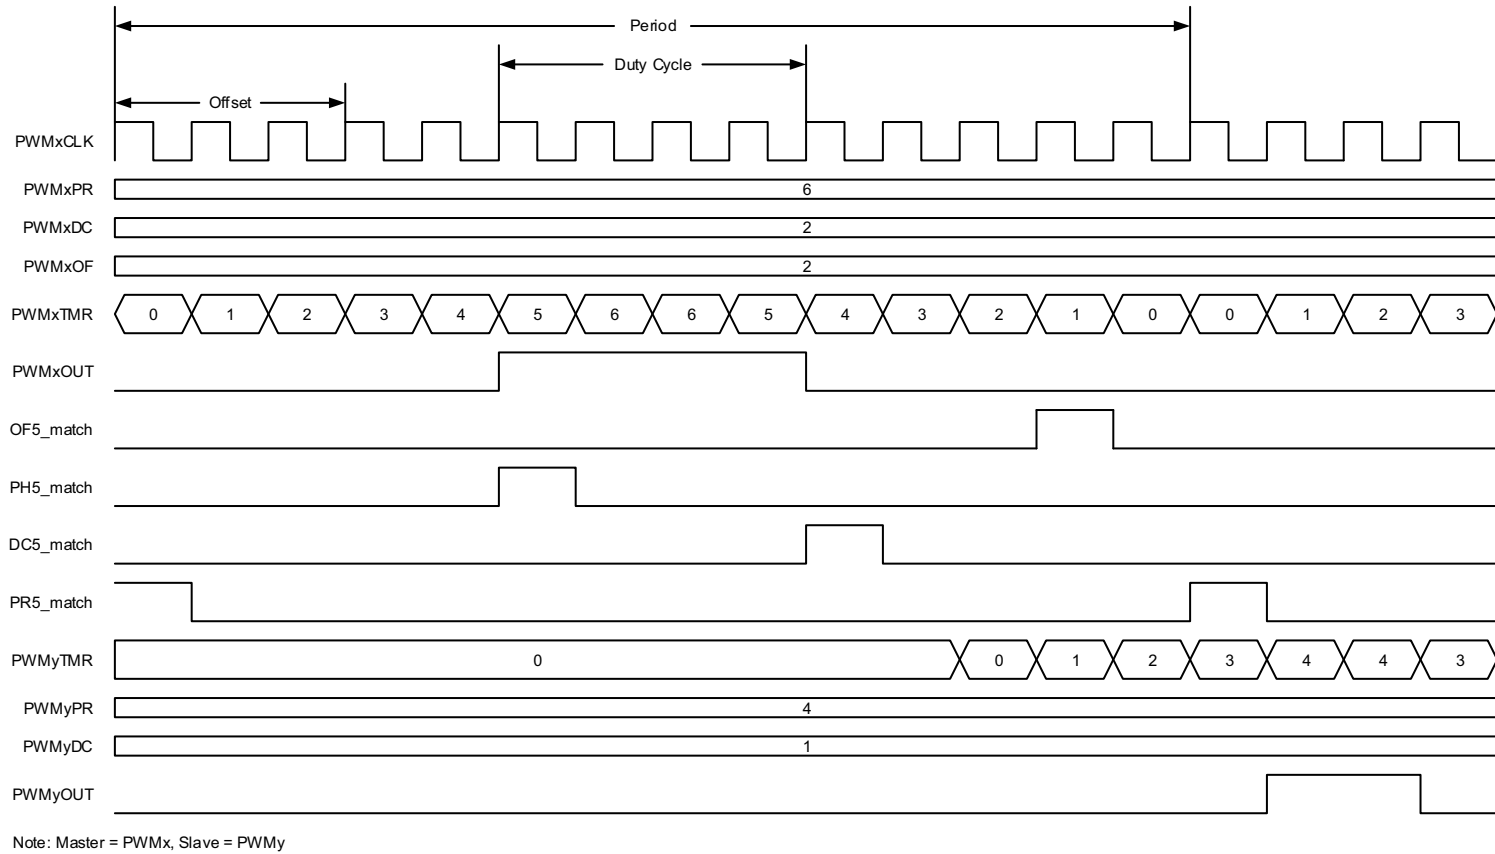 Period
Duty Cycle
Offset
PWMxCLK
PWMxPR 6
PWMxDC 2
PWMxOF 2
PWMxTMR 0 1 2 3 4 5 6 6 5 4 3 2 1 0 0 1 2 3
PWMxOUT
OF5_match
PH5_match
DC5_match
PR5_match
PWMyTMR 0 0 1 2 3 4 4 3
PWMyPR 4
PWMyDC 1
PWMyOUT
Note: Master = PWMx, Slave = PWMy